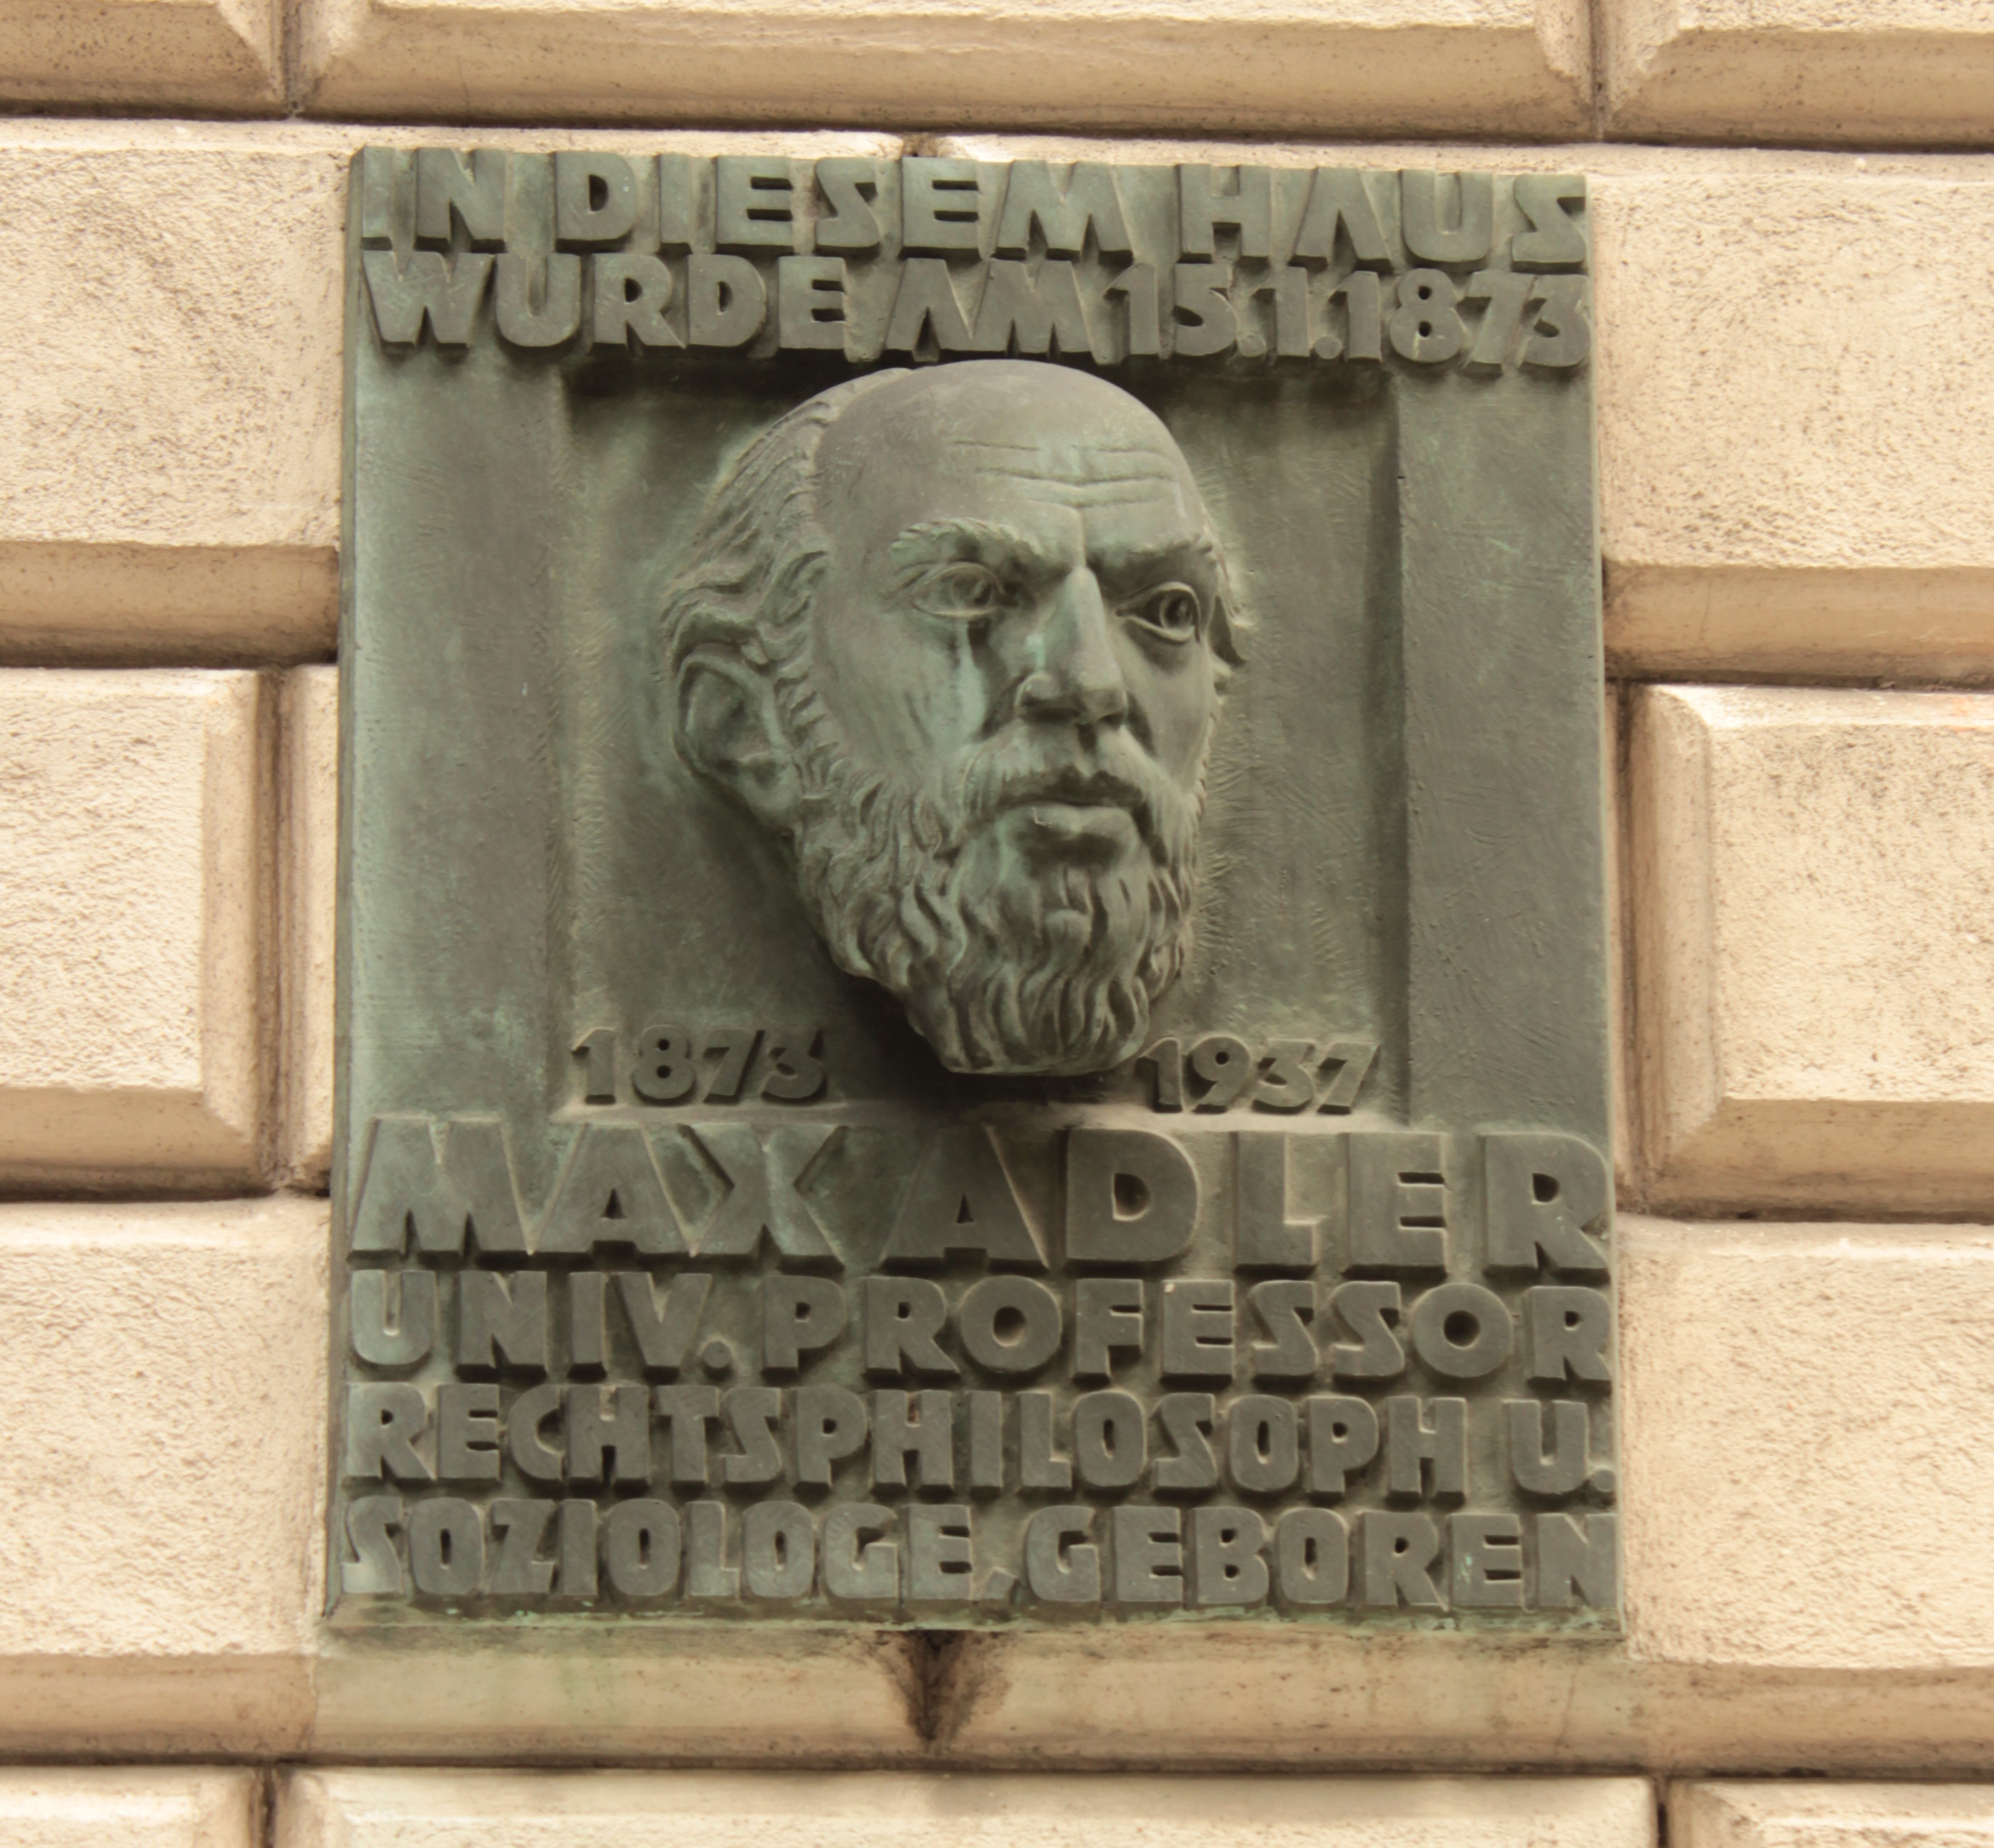 IN DIESEM HAUS
WURDE AM 15.1.1873
1873 1937
MAX ADLER
UNIV. PROFESSOR
RECHTSPHILOSOPH U.
SOZIOLOGE, GEBOREN